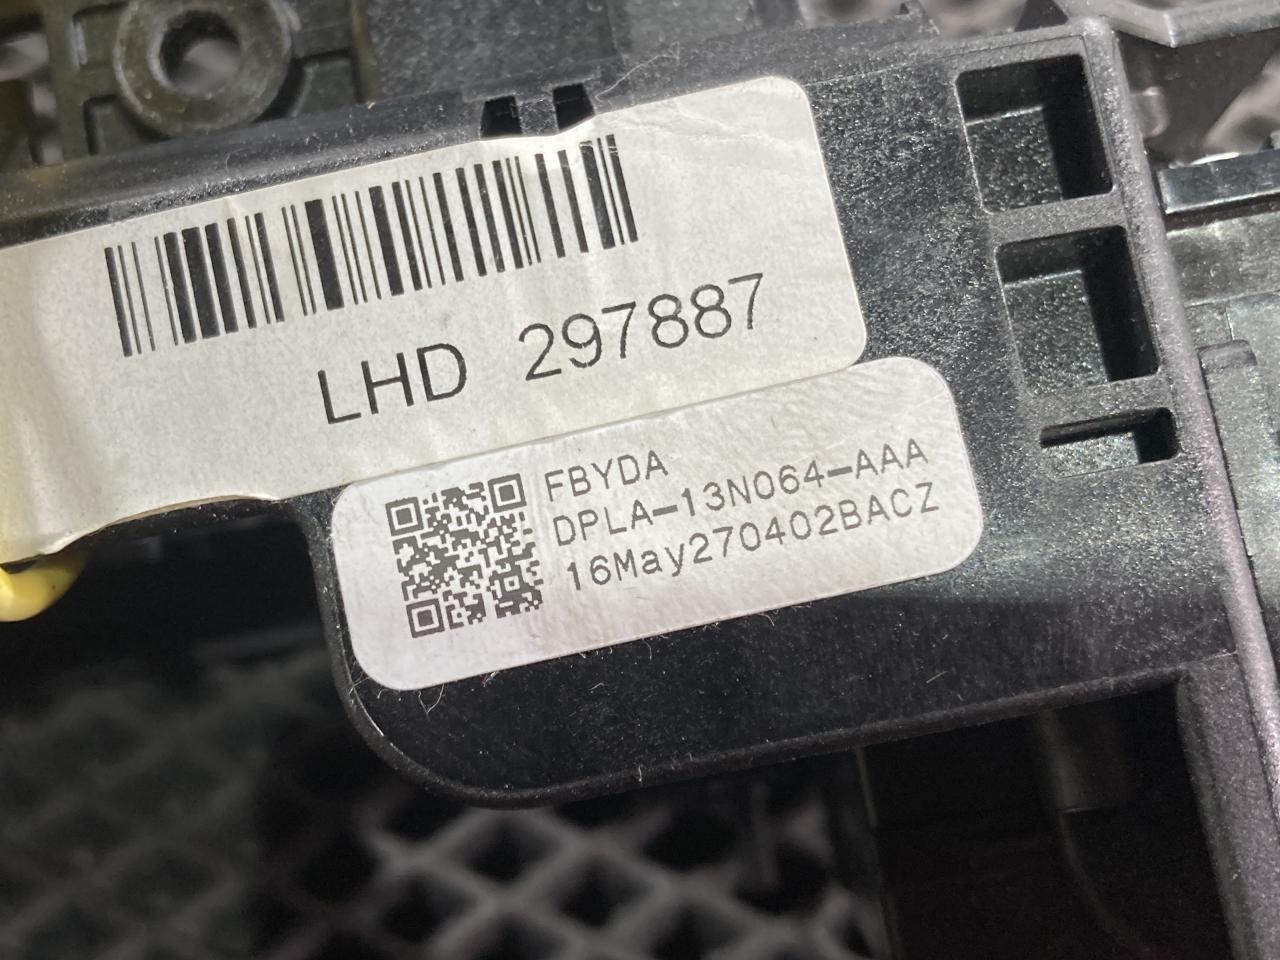 LHD 297887
FBYDA
DPLA-13N064-AAA
16May270402BACZ